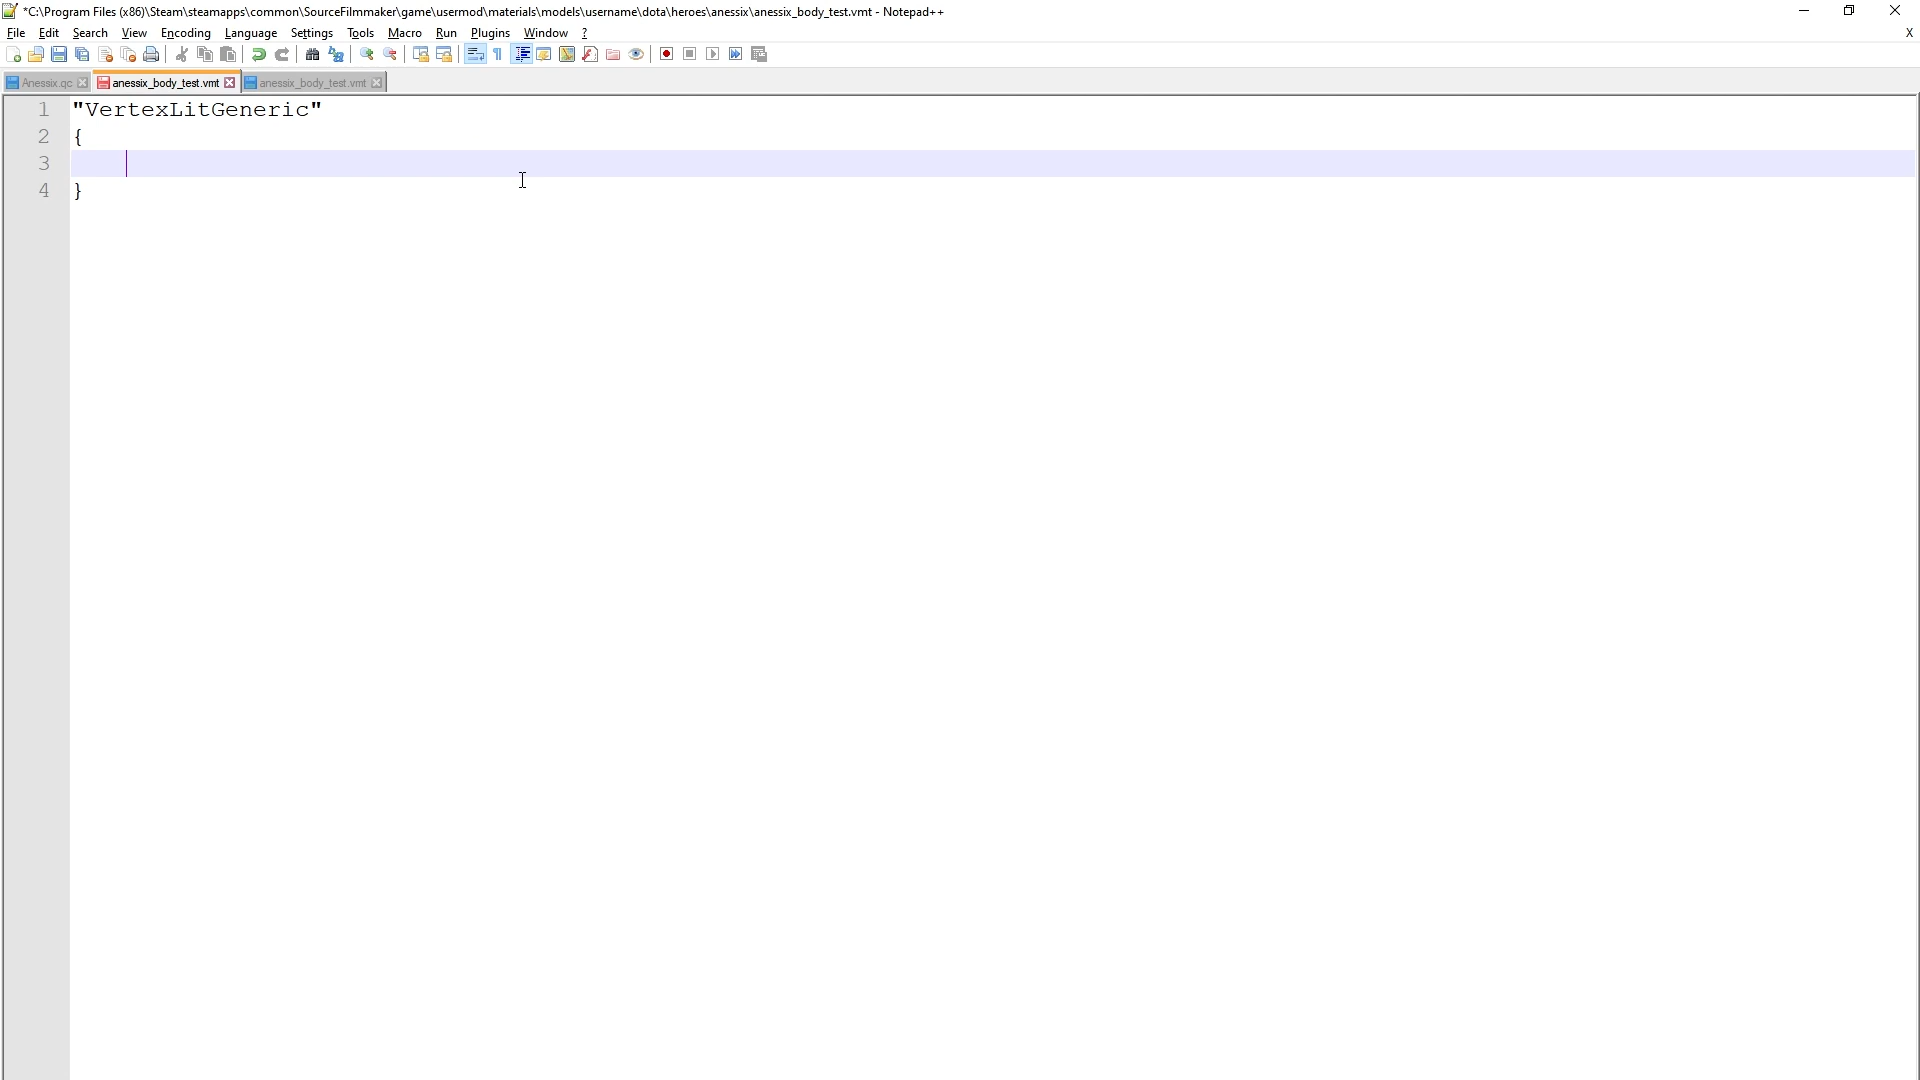 *C:\Program Files (x86)\Steam\steamapps\common\SourceFilmmaker\game\usermod\materials\models\username\dota\heroes\anessix\anessix_body_test.vmt - Notepad++
File Edit Search View Encoding Language Settings Tools Macro Run Plugins Window ? X
Anessix.qc anessix_body_test.vmt anessix_body_test.vmt
1 "VertexLitGeneric"
2 {
3
4 }